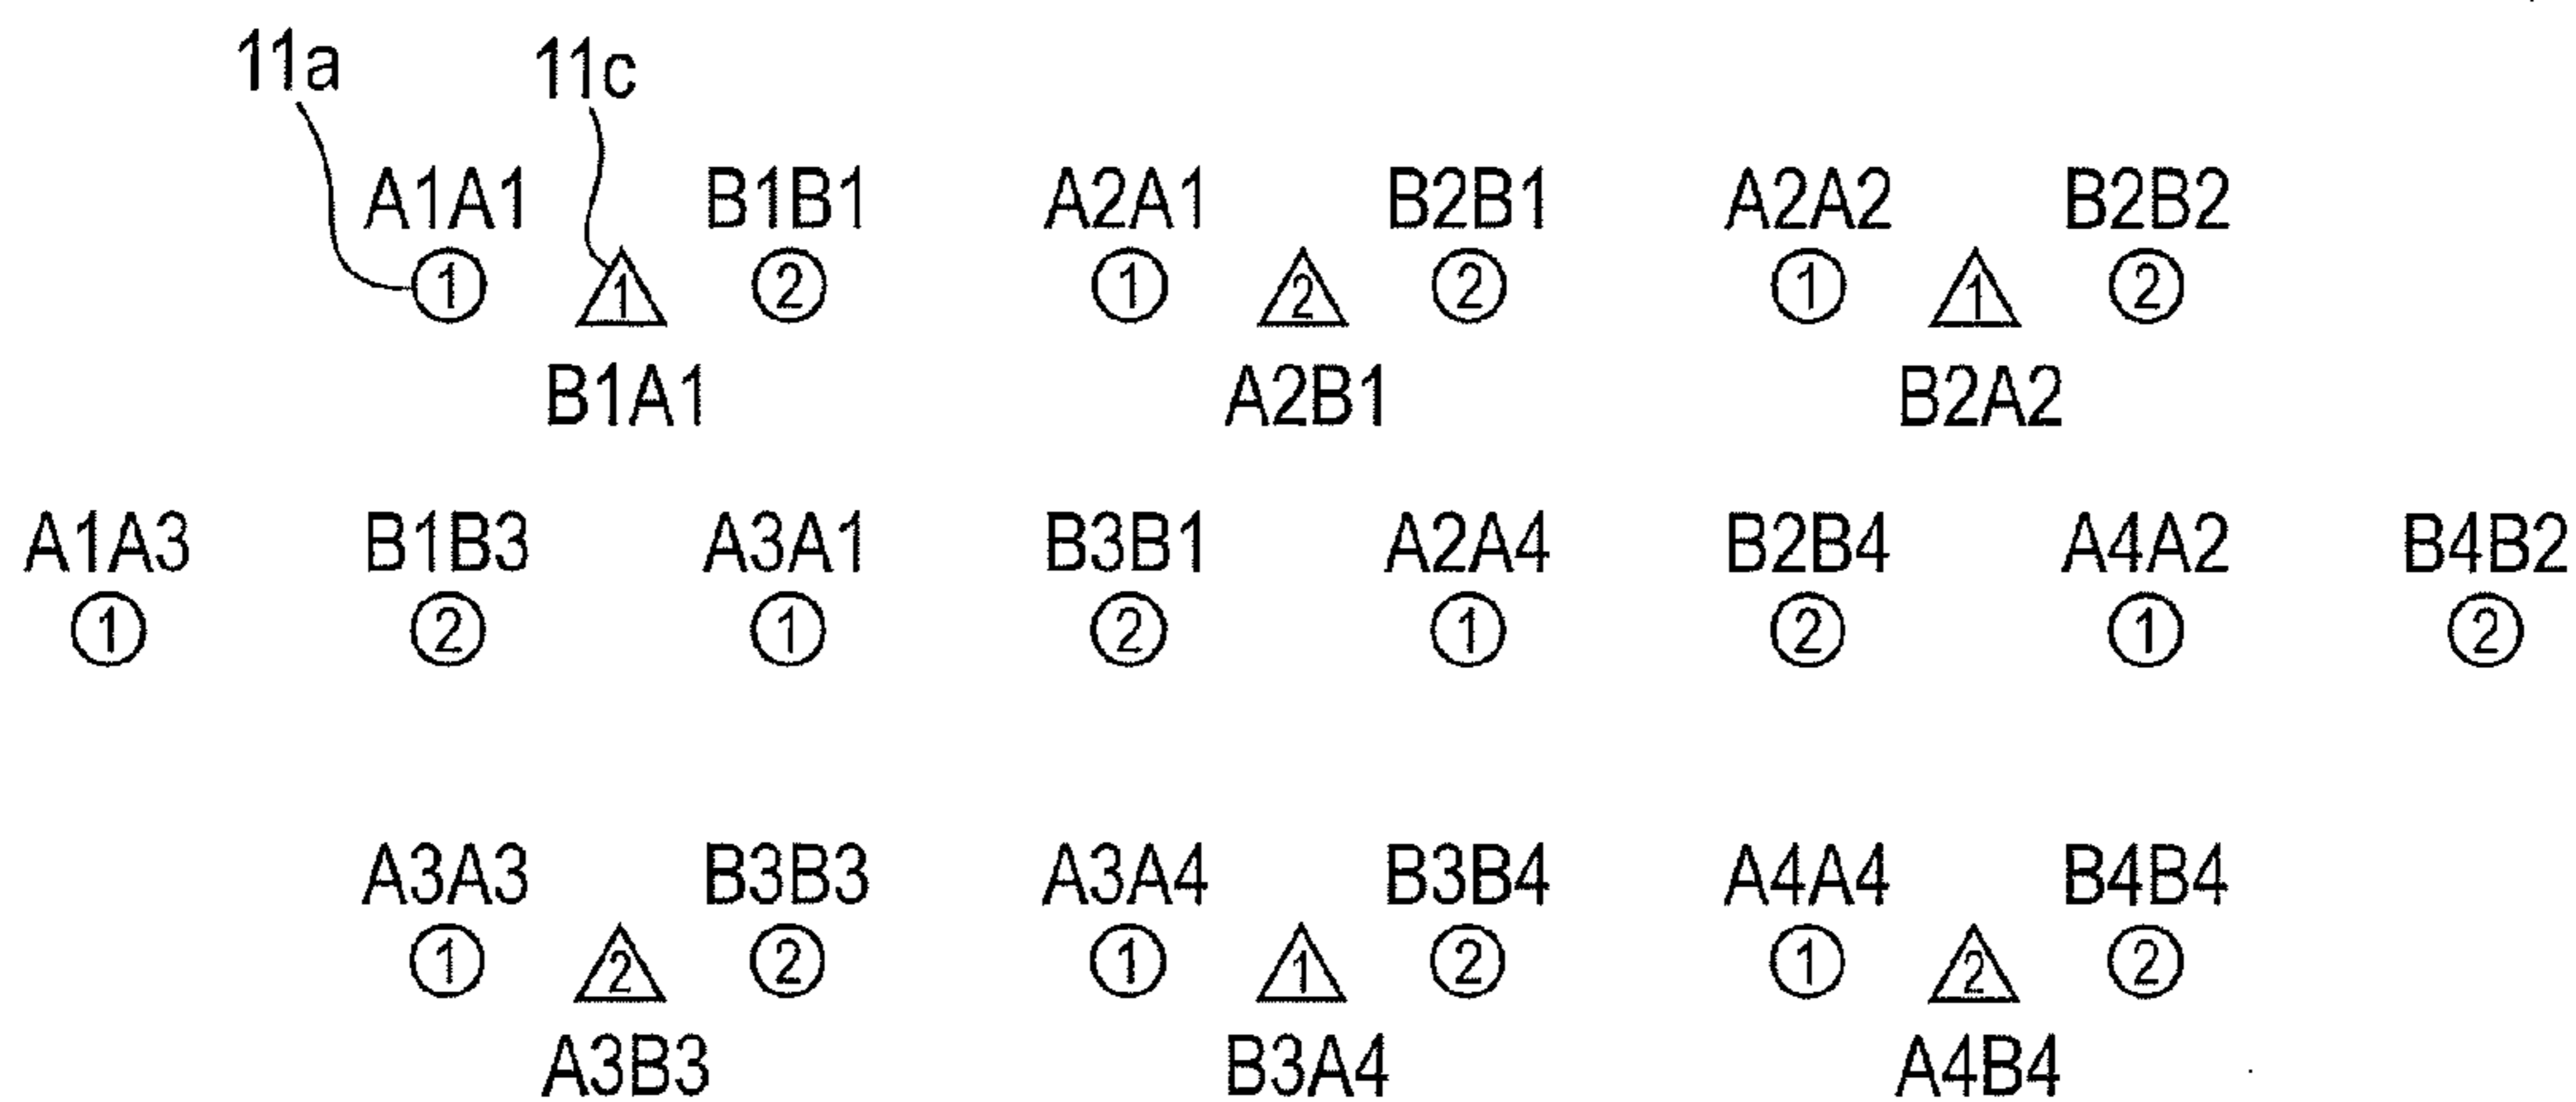 11a 11c
A1A1 B1B1 A2A1 B2B1 A2A2 B2B2
1 1 2 1 2 2 1 1 2
B1A1 A2B1 B2A2
A1A3 B1B3 A3A1 B3B1 A2A4 B2B4 A4A2 B4B2
1 2 1 2 1 2 1 2
A3A3 B3B3 A3A4 B3B4 A4A4 B4B4
1 2 2 1 1 2 1 2 2
A3B3 B3A4 A4B4